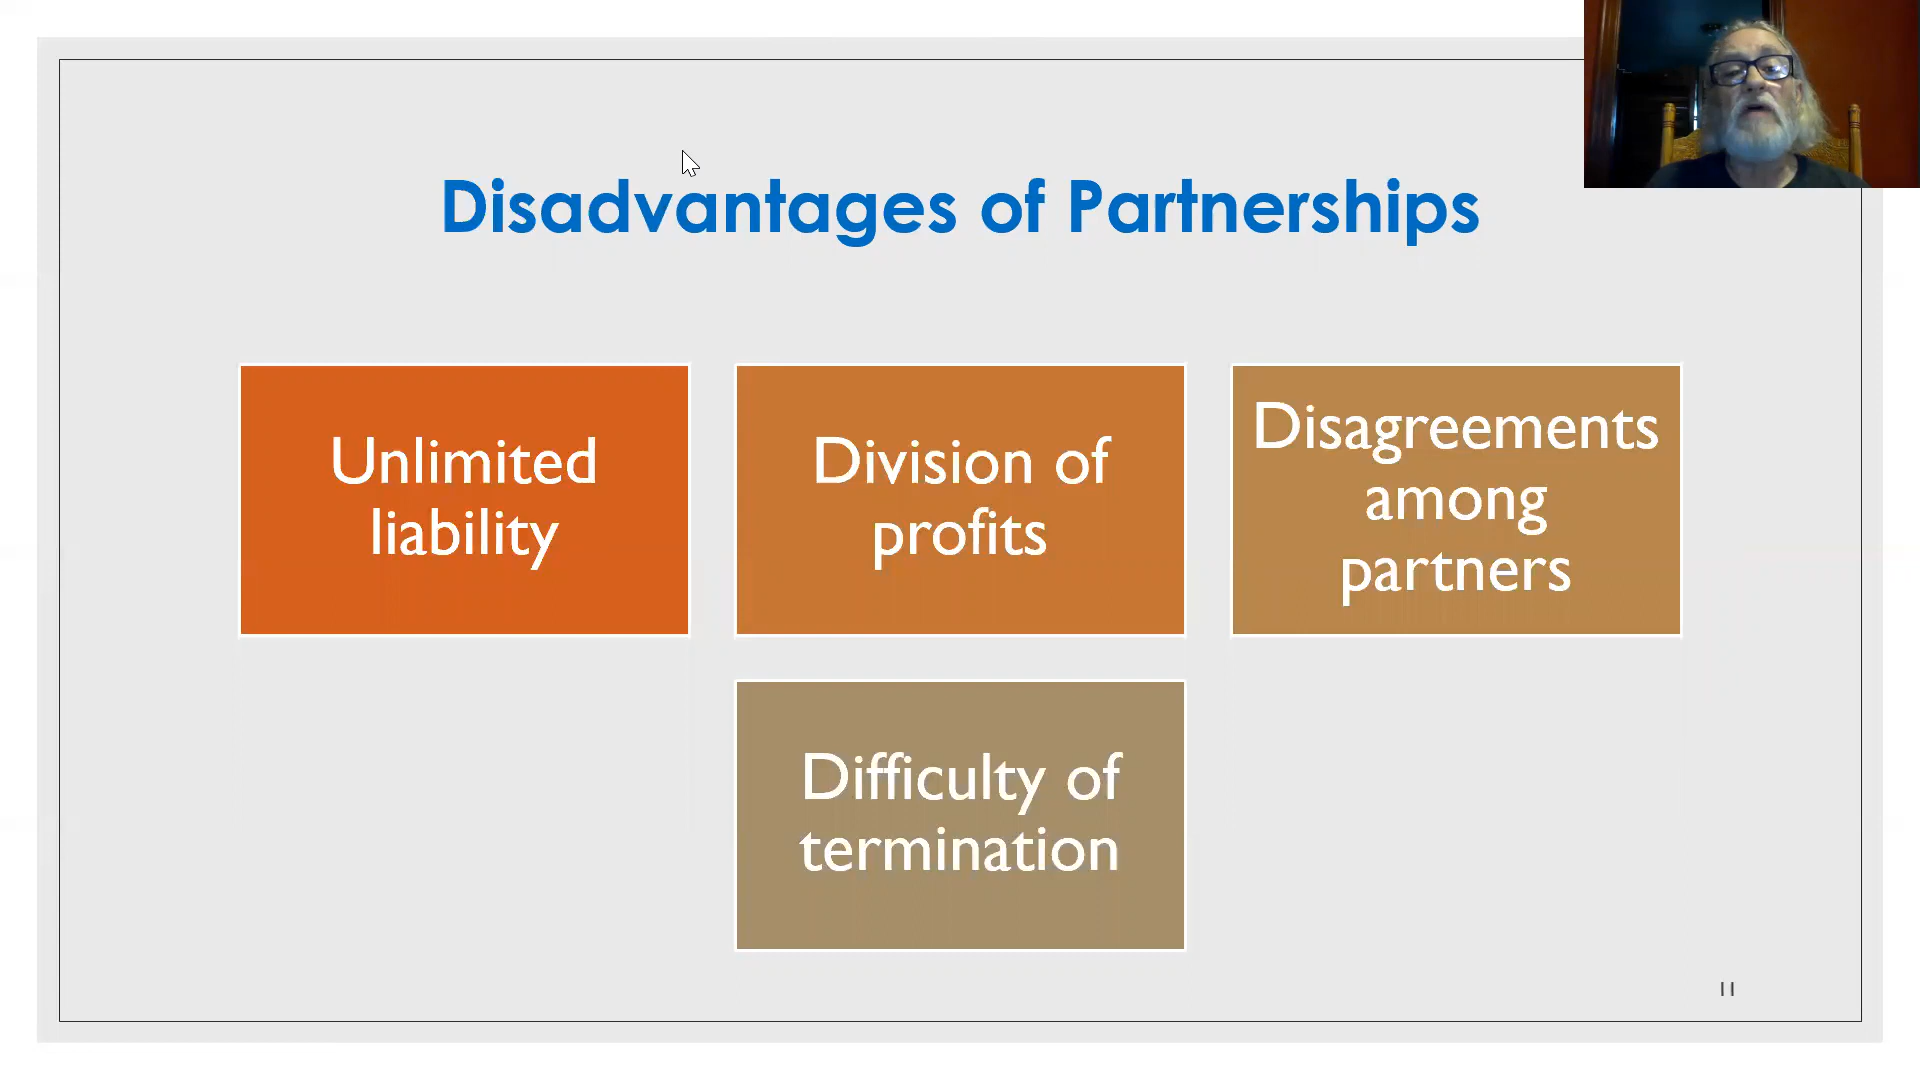 Disadvantages of Partnerships
Unlimited
liability
Division of
profits
Disagreements
among
partners
Difficulty of
termination
11